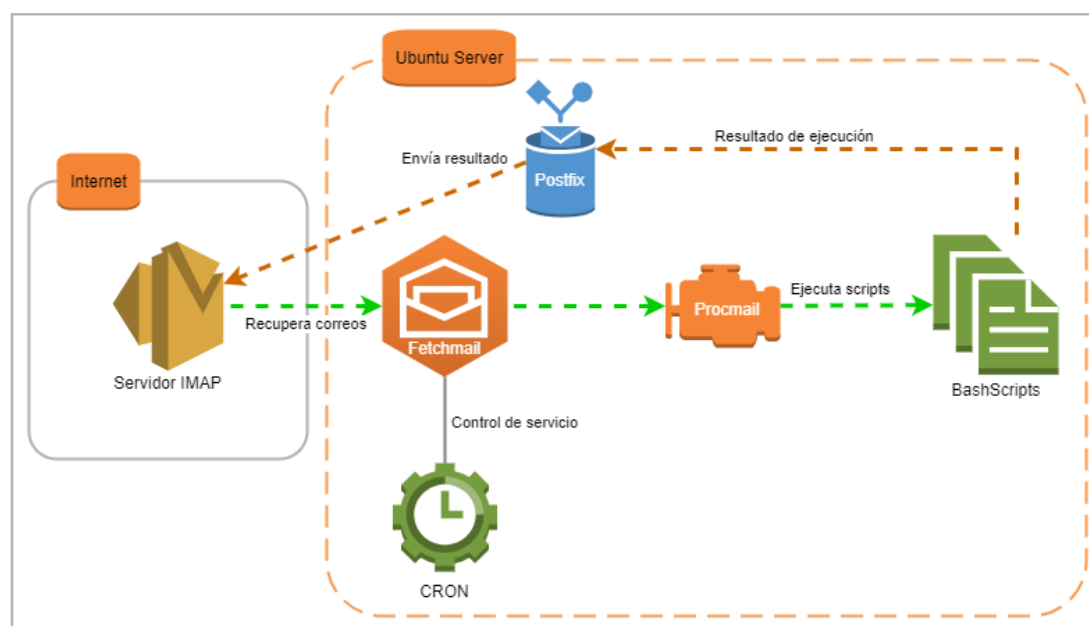 Ubuntu Server
Resultado de ejecución
Envía resultado
Postfix
Internet
Ejecuta scripts
Procmail
Recupera correos
Fetchmail
Servidor IMAP
BashScripts
Control de servicio
CRON